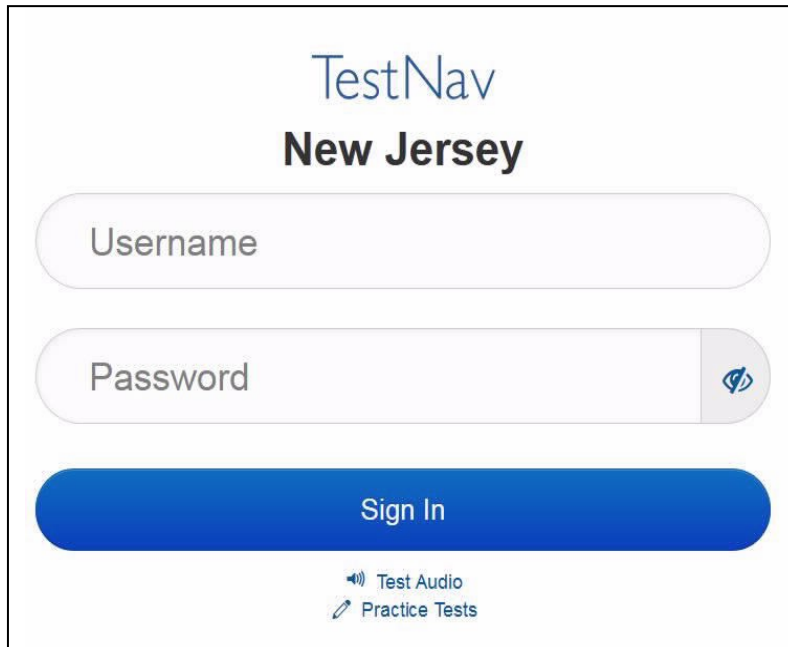 TestNav
New Jersey
Username
Password
Sign In
Test Audio
Practice Tests